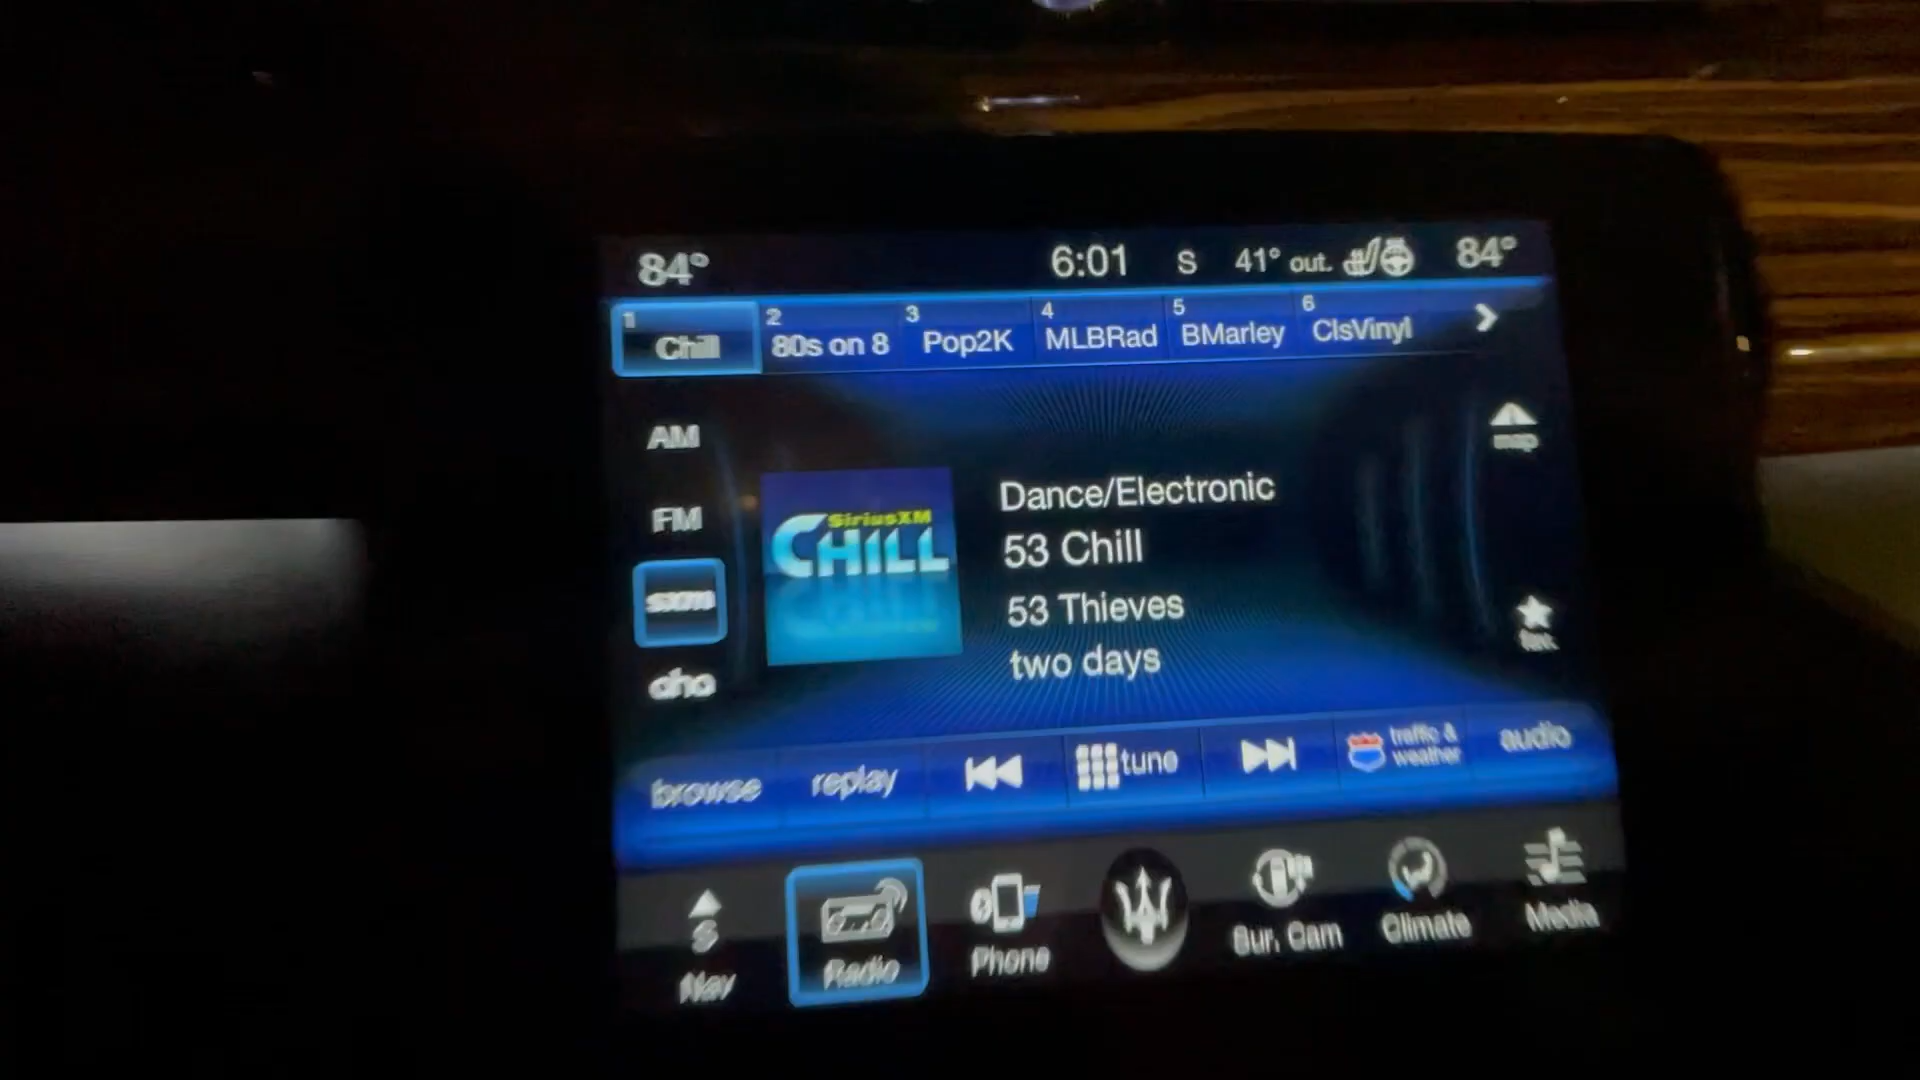 84° 6:01 S 41° out. 84°
1 Chill 2 80s on 8 3 Pop2K 4 MLBRad 5 BMarley 6 ClsVinyl
AM
map
FM
SiriusXM
CHILL
Dance/Electronic
53 Chill
53 Thieves
two days
sxm
aha
browse replay tune traffic & weather audio
S
Nav Radio Phone Sur. Cam Climate Media